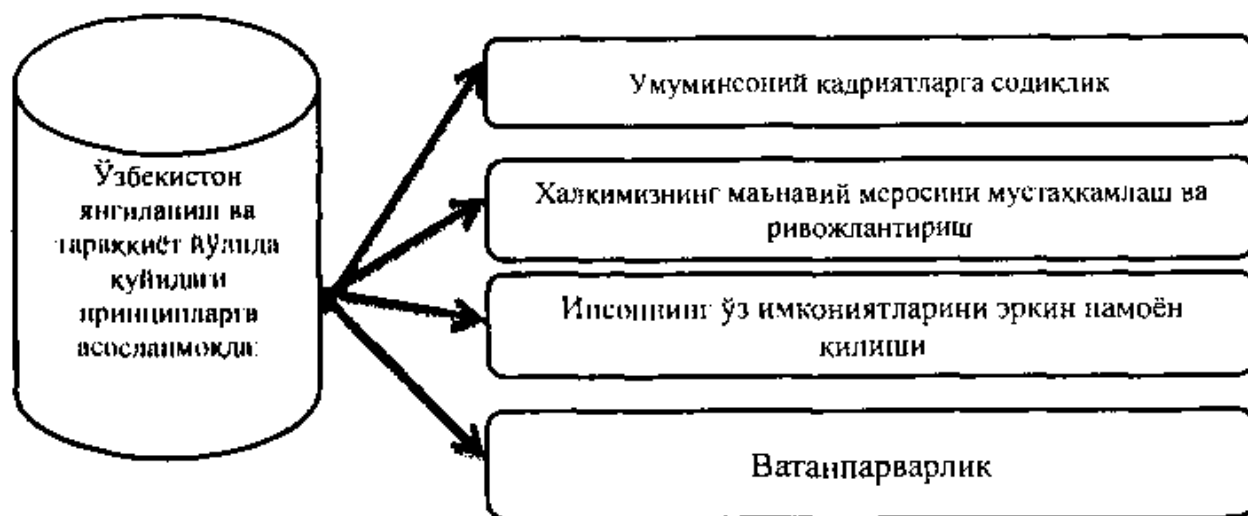 Ўзбекистон
янгиланиш ва
тараққиёт йўлида
қуйидаги
принципларга
асосланмоқда:
Умуминсоний кадриятларга содиқлик
Халқимизнинг маънавий меросини мустаҳкамлаш ва
ривожлантириш
Инсоннинг ўз имкониятларини эркин намоён
қилиши
Ватанпарварлик